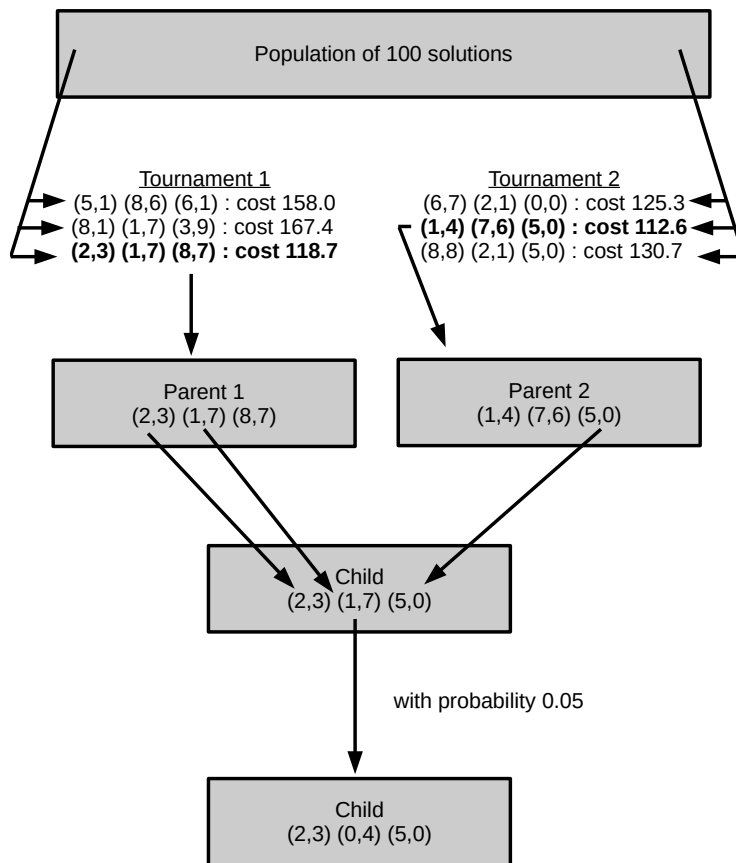 Population of 100 solutions
Tournament 1
(5,1) (8,6) (6,1) : cost 158.0
(8,1) (1,7) (3,9) : cost 167.4
(2,3) (1,7) (8,7) : cost 118.7
Tournament 2
(6,7) (2,1) (0,0) : cost 125.3
(1,4) (7,6) (5,0) : cost 112.6
(8,8) (2,1) (5,0) : cost 130.7
Parent 1
(2,3) (1,7) (8,7)
Parent 2
(1,4) (7,6) (5,0)
Child
(2,3) (1,7) (5,0)
with probability 0.05
Child
(2,3) (0,4) (5,0)